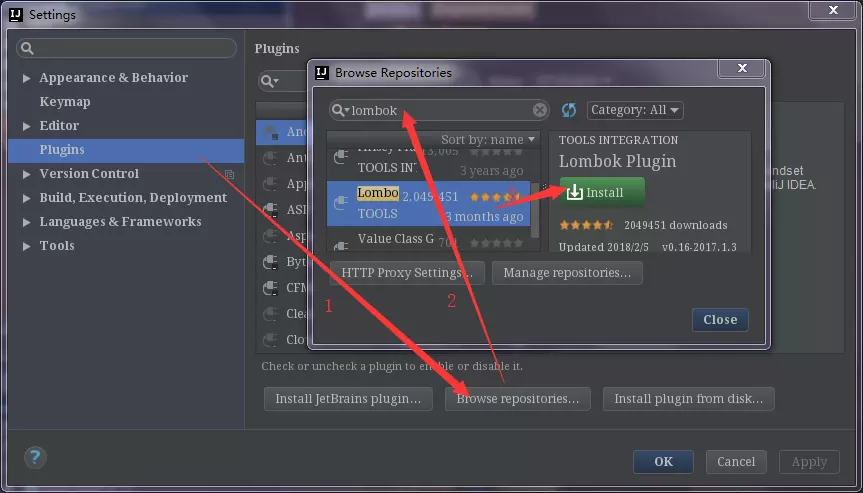 Settings
Appearance & Behavior
Keymap
Editor
Plugins
Version Control
Build, Execution, Deployment
Languages & Frameworks
Tools
Plugins
Browse Repositories
lombok
Category: All
Sort by: name
TOOLS IN
3 years ago
Lombo 2,049,451
TOOLS
3 months ago
Value Class G
TOOLS INTEGRATION
Lombok Plugin
Install
2049451 downloads
Updated 2018/2/5 v0.16-2017.1.3
HTTP Proxy Settings...
Manage repositories...
Close
And
Ant
App
ASI
Asp
Byt
CFM
Clea
Clo
IJ IDEA.
1
2
Check or uncheck a plugin to enable or disable it.
Install JetBrains plugin...
Browse repositories...
Install plugin from disk...
?
OK
Cancel
Apply